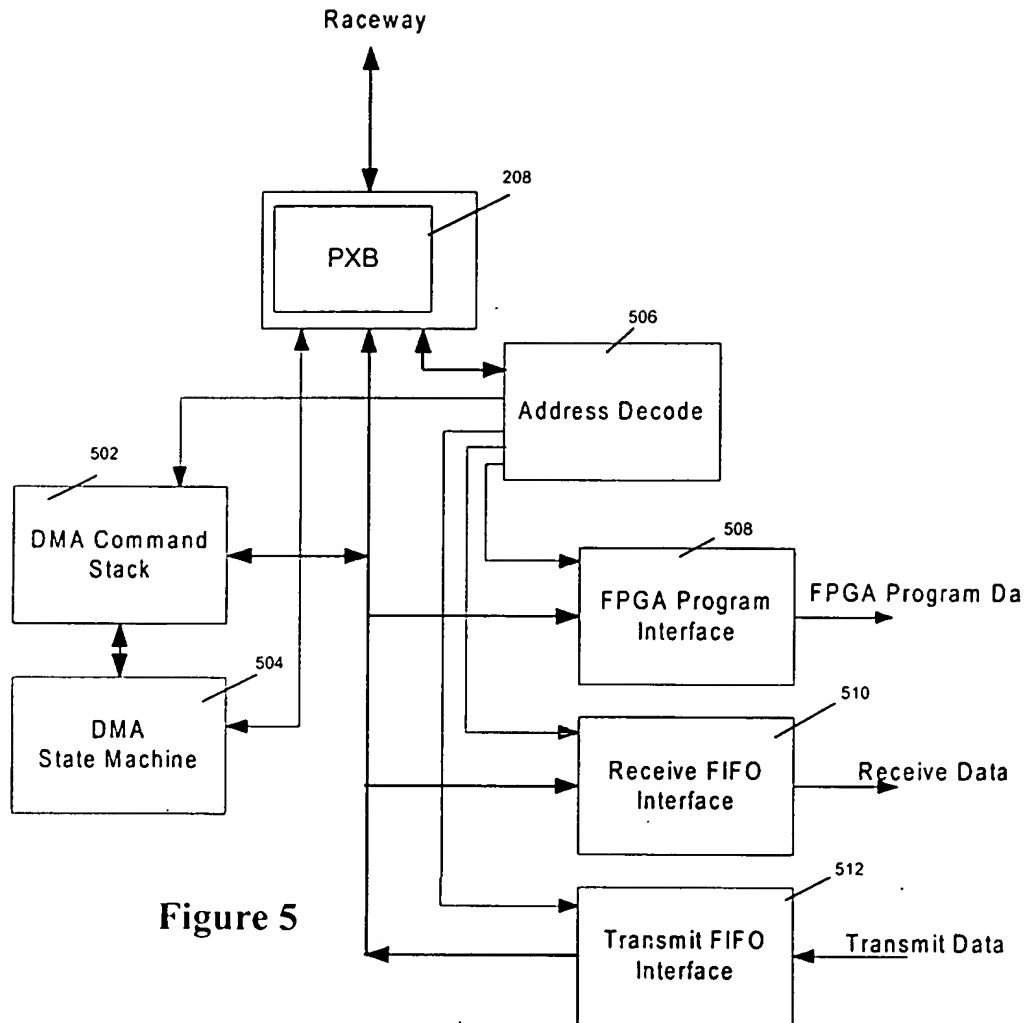 Raceway
208
PXB
506
Address Decode
502
DMA Command
Stack
508
FPGA Program
Interface
FPGA Program Da
504
DMA
State Machine
510
Receive FIFO
Interface
Receive Data
512
Transmit FIFO
Interface
Transmit Data
Figure 5